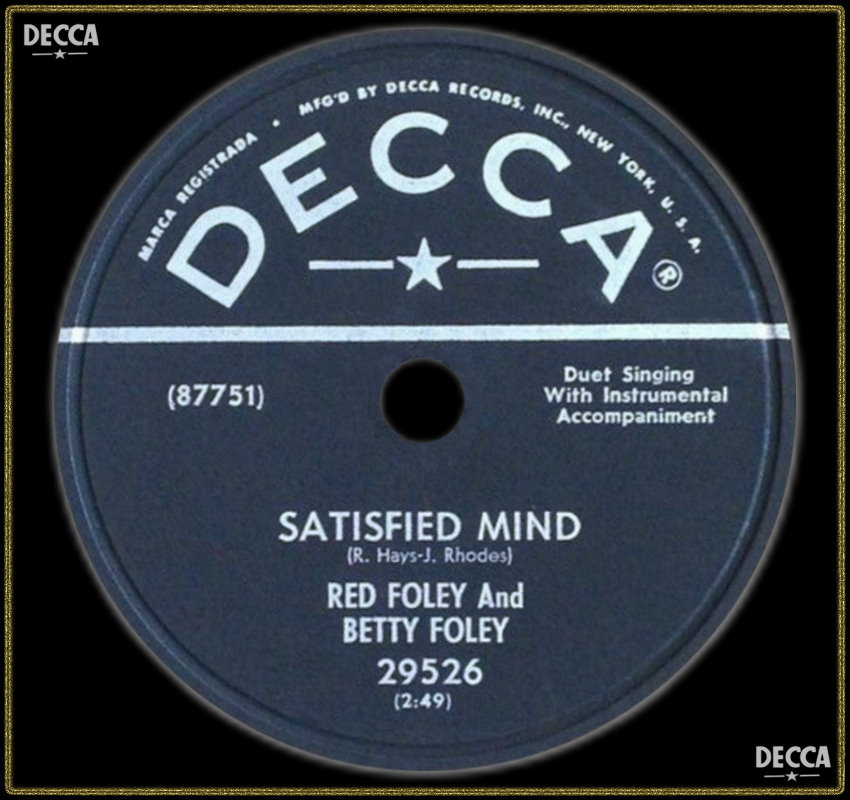 DECCA
MARCA REGISTRADA • MFG'D BY DECCA RECORDS, INC., NEW YORK, U. S. A.
DECCA
®
(87751)
Duet Singing
With Instrumental
Accompaniment
SATISFIED MIND
(R. Hays-J. Rhodes)
RED FOLEY And
BETTY FOLEY
29526
(2:49)
DECCA